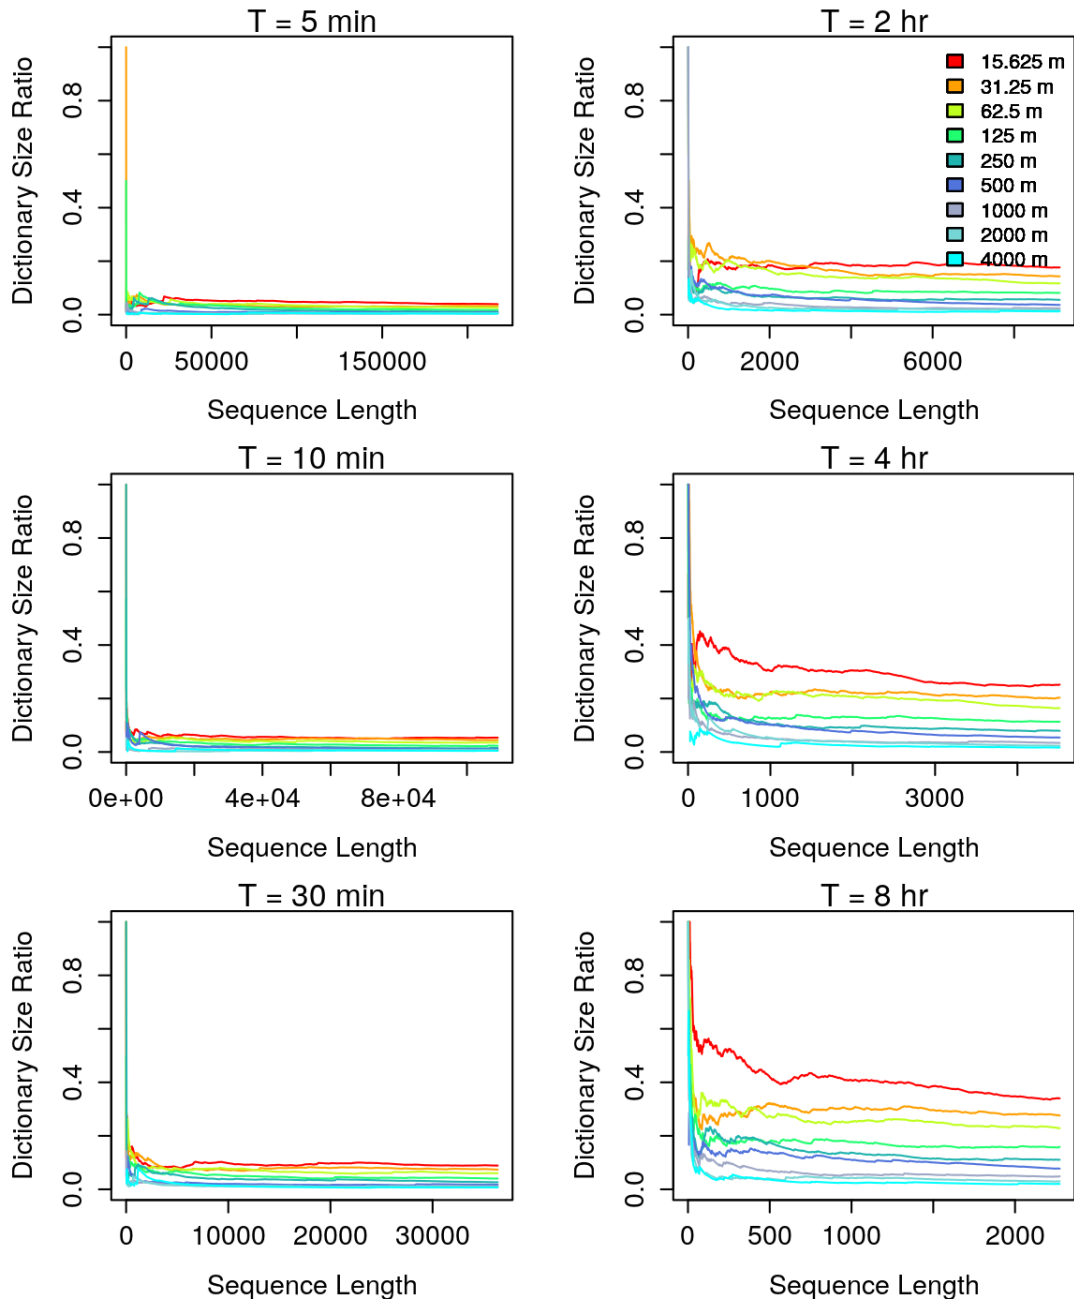 T = 5 min
Dictionary Size Ratio
0.0
0.4
0.8
0
50000
150000
Sequence Length
T = 2 hr
Dictionary Size Ratio
0.0
0.4
0.8
15.625 m
31.25 m
62.5 m
125 m
250 m
500 m
1000 m
2000 m
4000 m
0
2000
6000
Sequence Length
T = 10 min
Dictionary Size Ratio
0.0
0.4
0.8
0e+00
4e+04
8e+04
Sequence Length
T = 4 hr
Dictionary Size Ratio
0.0
0.4
0.8
0
1000
3000
Sequence Length
T = 30 min
Dictionary Size Ratio
0.0
0.4
0.8
0
10000
20000
30000
Sequence Length
T = 8 hr
Dictionary Size Ratio
0.0
0.4
0.8
0
500
1000
2000
Sequence Length